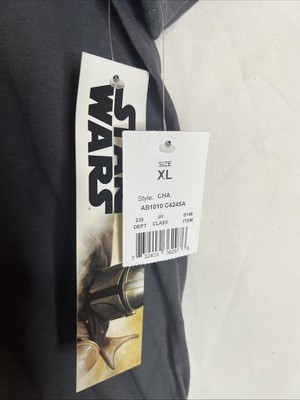 STAR
WARS
SIZE
XL
Style: CHA
AB1010 C4245A
235 01 0146
DEPT CLASS ITEM